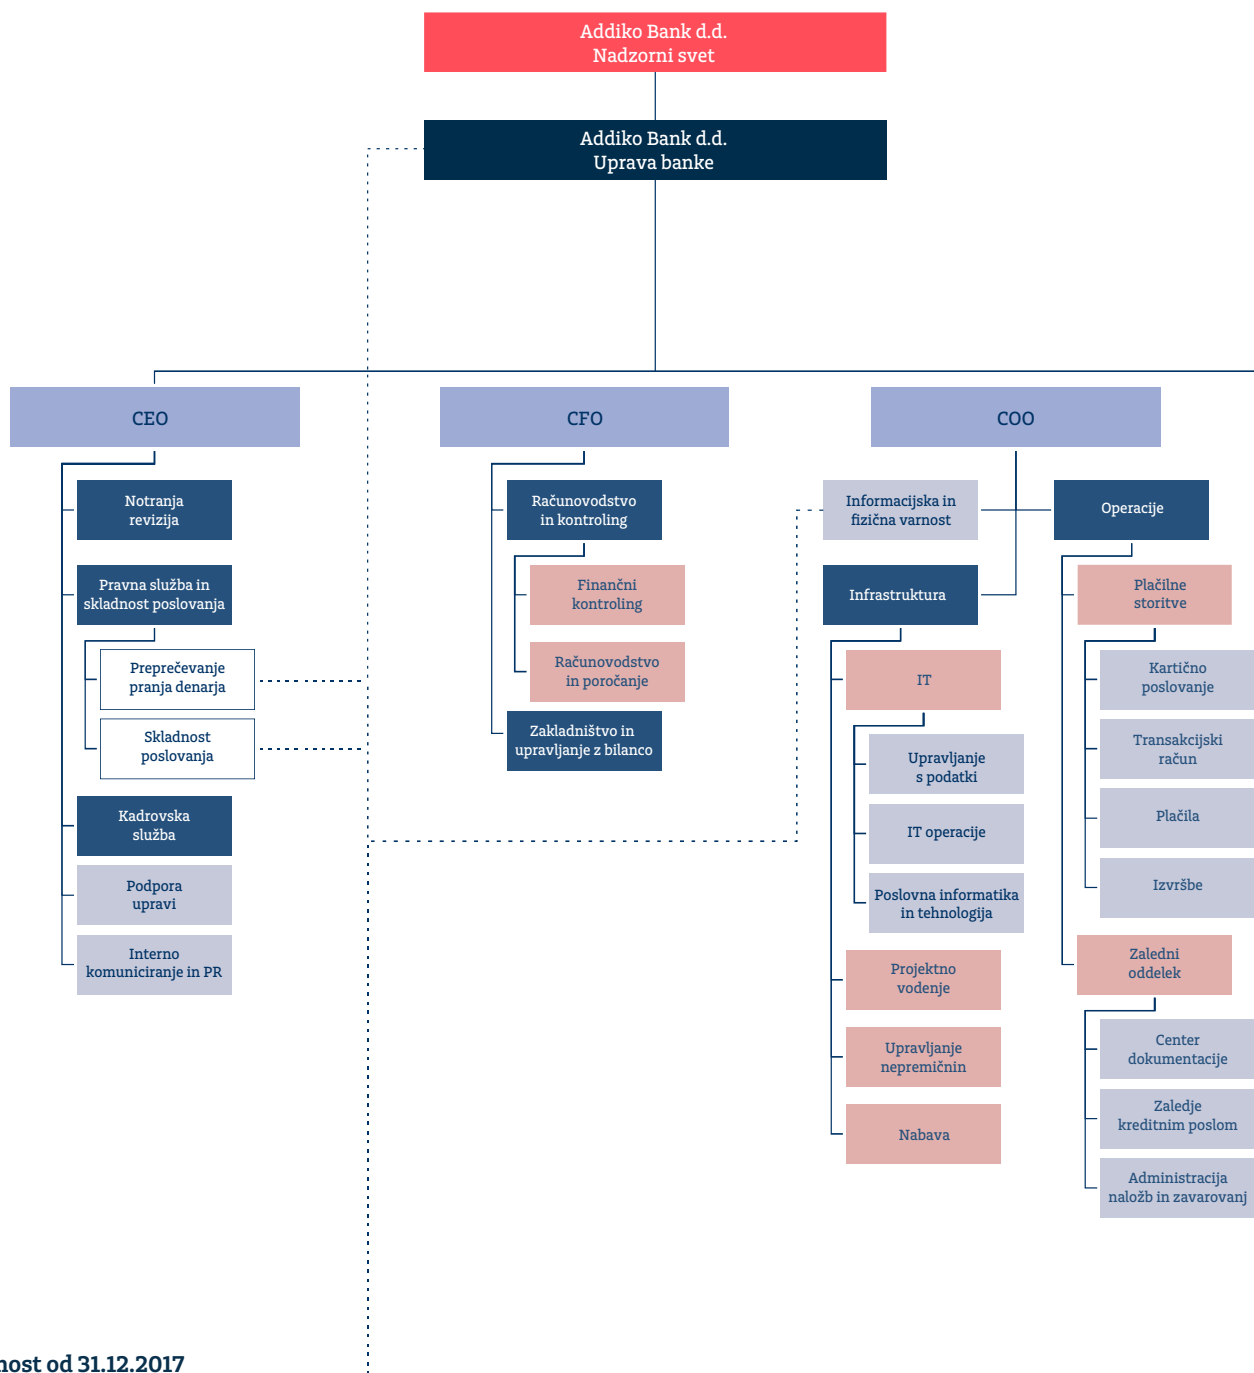 Addiko Bank d.d.
Nadzorni svet
Addiko Bank d.d.
Uprava banke
CEO
Notranja
revizija
Pravna služba in
skladnost poslovanja
Preprečevanje
pranja denarja
Skladnost
poslovanja
Kadrovska
služba
Podpora
upravi
Interno
komuniciranje in PR
CFO
Računovodstvo
in kontroling
Finančni
kontroling
Računovodstvo
in poročanje
Zakladništvo in
upravljanje z bilanco
COO
Informacijska in
fizična varnost
Infrastruktura
IT
Upravljanje
s podatki
IT operacije
Poslovna informatika
in tehnologija
Projektno
vodenje
Upravljanje
nepremičnin
Nabava
Operacije
Plačilne
storitve
Kartično
poslovanje
Transakcijski
račun
Plačila
Izvršbe
Zaledni
oddelek
Center
dokumentacije
Zaledje
kreditnim poslom
Administracija
naložb in zavarovanj
od 31.12.2017